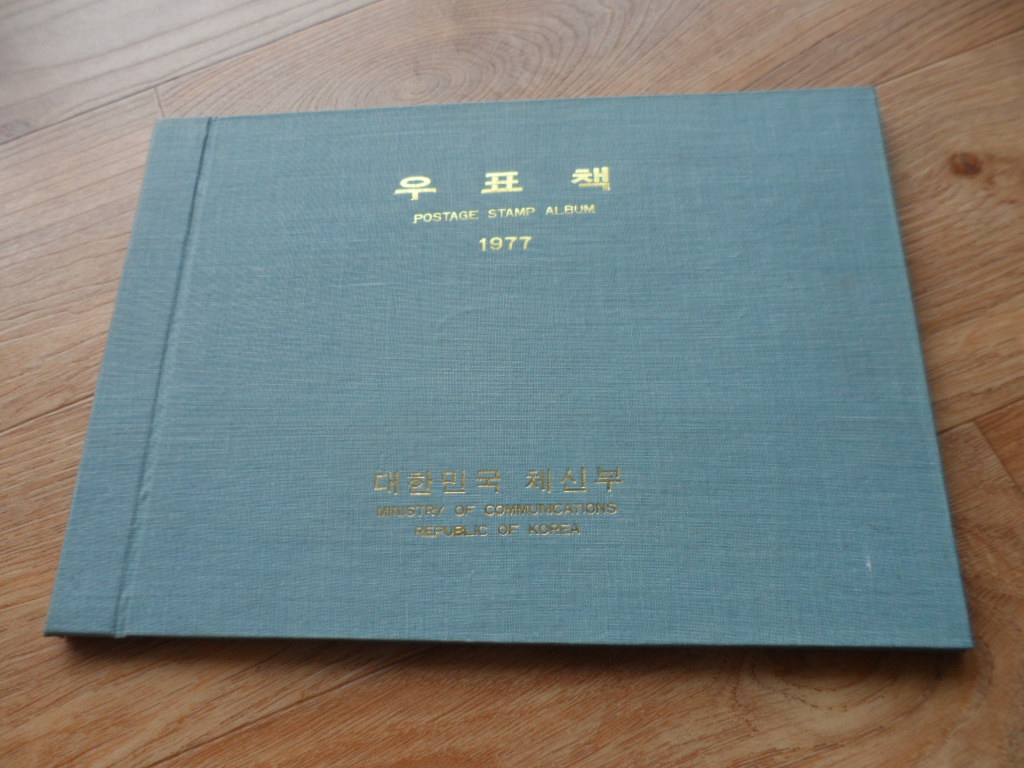 우표책
POSTAGE STAMP ALBUM
1977
대한민국 체신부
MINISTRY OF COMMUNICATIONS
REPUBLIC OF KOREA